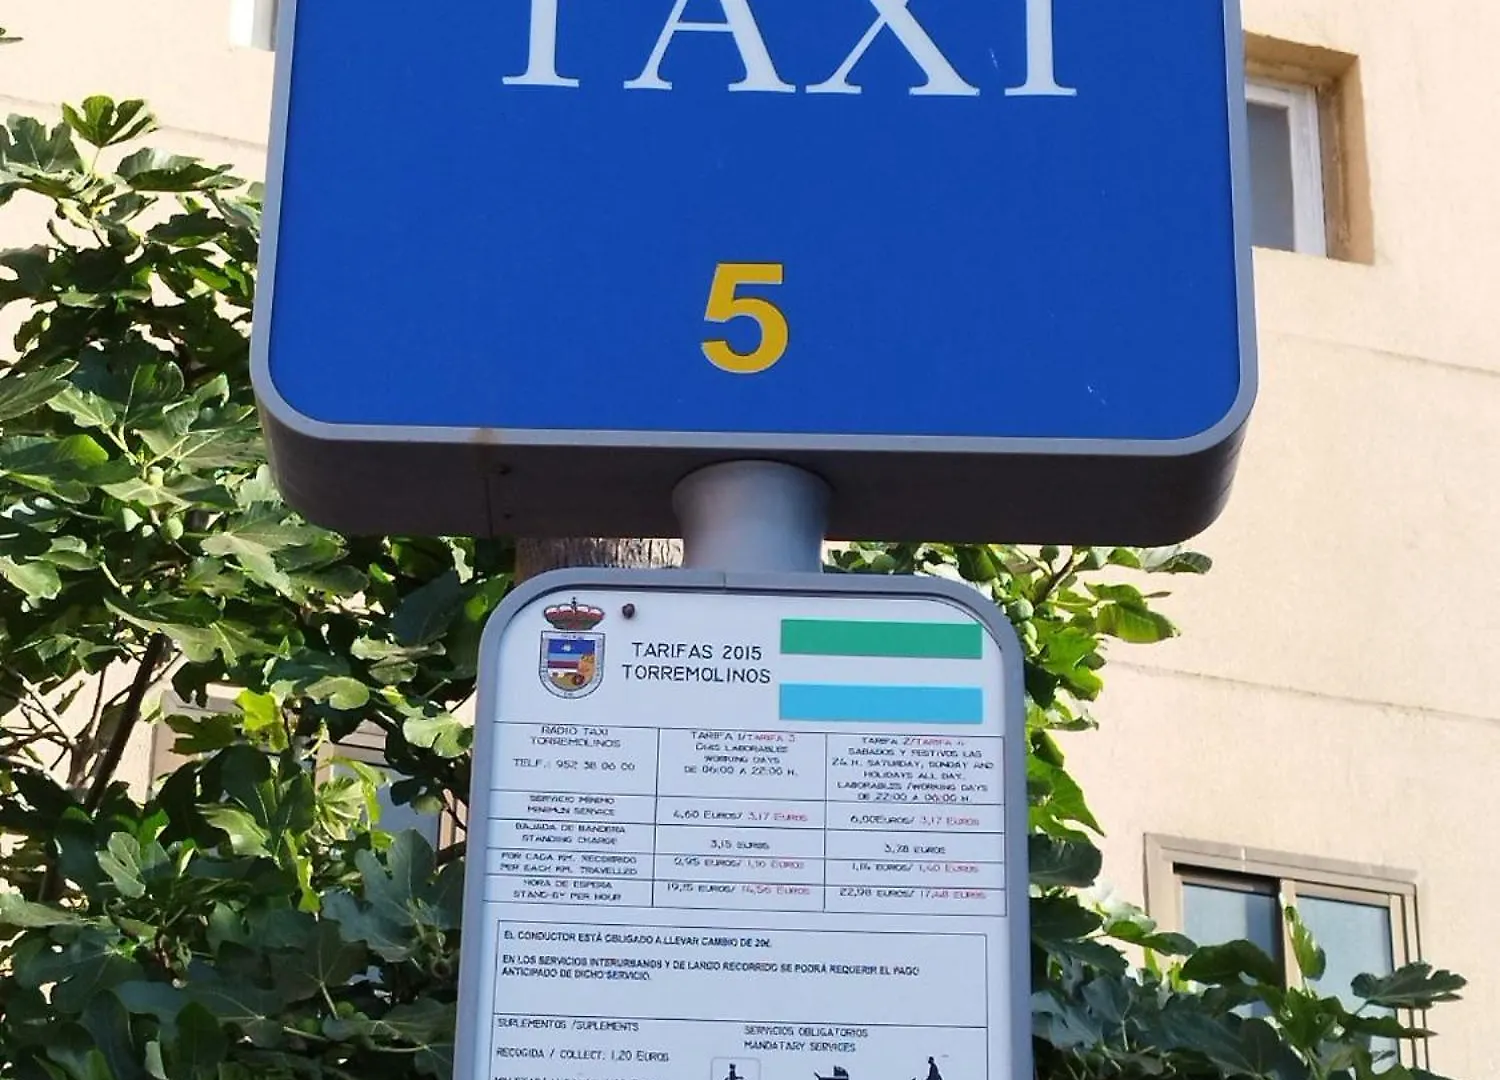 TAXI
5
TARIFAS 2015
TORREMOLINOS
RADIO TAXI
TORREMOLINOS
TELF.: 952 38 06 00
TARIFA 1/TARIFA 3
DIAS LABORABLES
WORKING DAYS
DE 06:00 A 22:00 H.
TARIFA 2/TARIFA 4
SABADOS Y FESTIVOS LAS
24 H. SATURDAY, SUNDAY AND
HOLIDAYS ALL DAY.
LABORABLES /WORKING DAYS
DE 22:00 A 06:00 H.
SERVICIO MINIMO
MINIMUN SERVICE
4,60 EUROS/ 3,17 EUROS
6,00EUROS/ 3,17 EUROS
BAJADA DE BANDERA
STANDING CHARGE
3,15 EUROS
3,78 EUROS
POR CADA KM. RECORRIDO
PER EACH KM. TRAVELLED
0,95 EUROS/ 1,16 EUROS
1,14 EUROS/ 1,40 EUROS
HORA DE ESPERA
STAND-BY PER HOUR
19,15 EUROS/ 14,56 EUROS
22,98 EUROS/ 17,48 EUROS
EL CONDUCTOR ESTÁ OBLIGADO A LLEVAR CAMBIO DE 20€.
EN LOS SERVICIOS INTERURBANOS Y DE LARGO RECORRIDO SE PODRÁ REQUERIR EL PAGO
ANTICIPADO DE DICHO SERVICIO.
SUPLEMENTOS /SUPLEMENTS
RECOGIDA / COLLECT: 1,20 EUROS
SERVICIOS OBLIGATORIOS
MANDATARY SERVICES